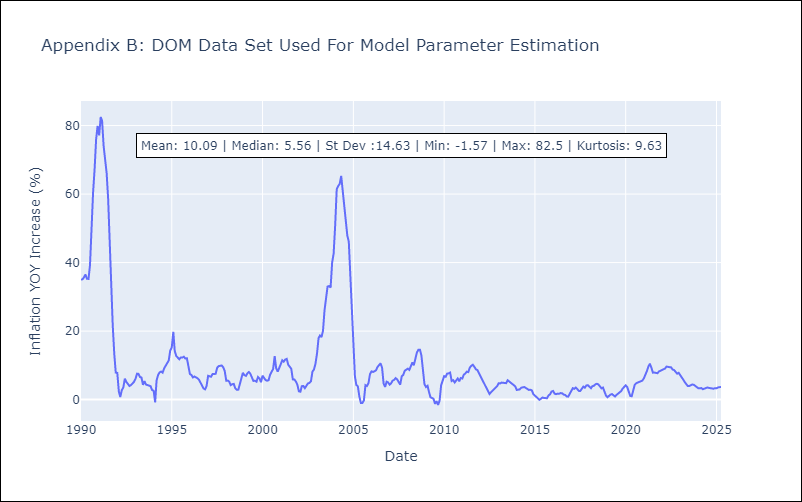 Appendix B: DOM Data Set Used For Model Parameter Estimation
Mean: 10.09 | Median: 5.56 | St Dev :14.63 | Min: -1.57 | Max: 82.5 | Kurtosis: 9.63
Inflation YOY Increase (%)
80
60
40
20
0
1990 1995 2000 2005 2010 2015 2020 2025
Date